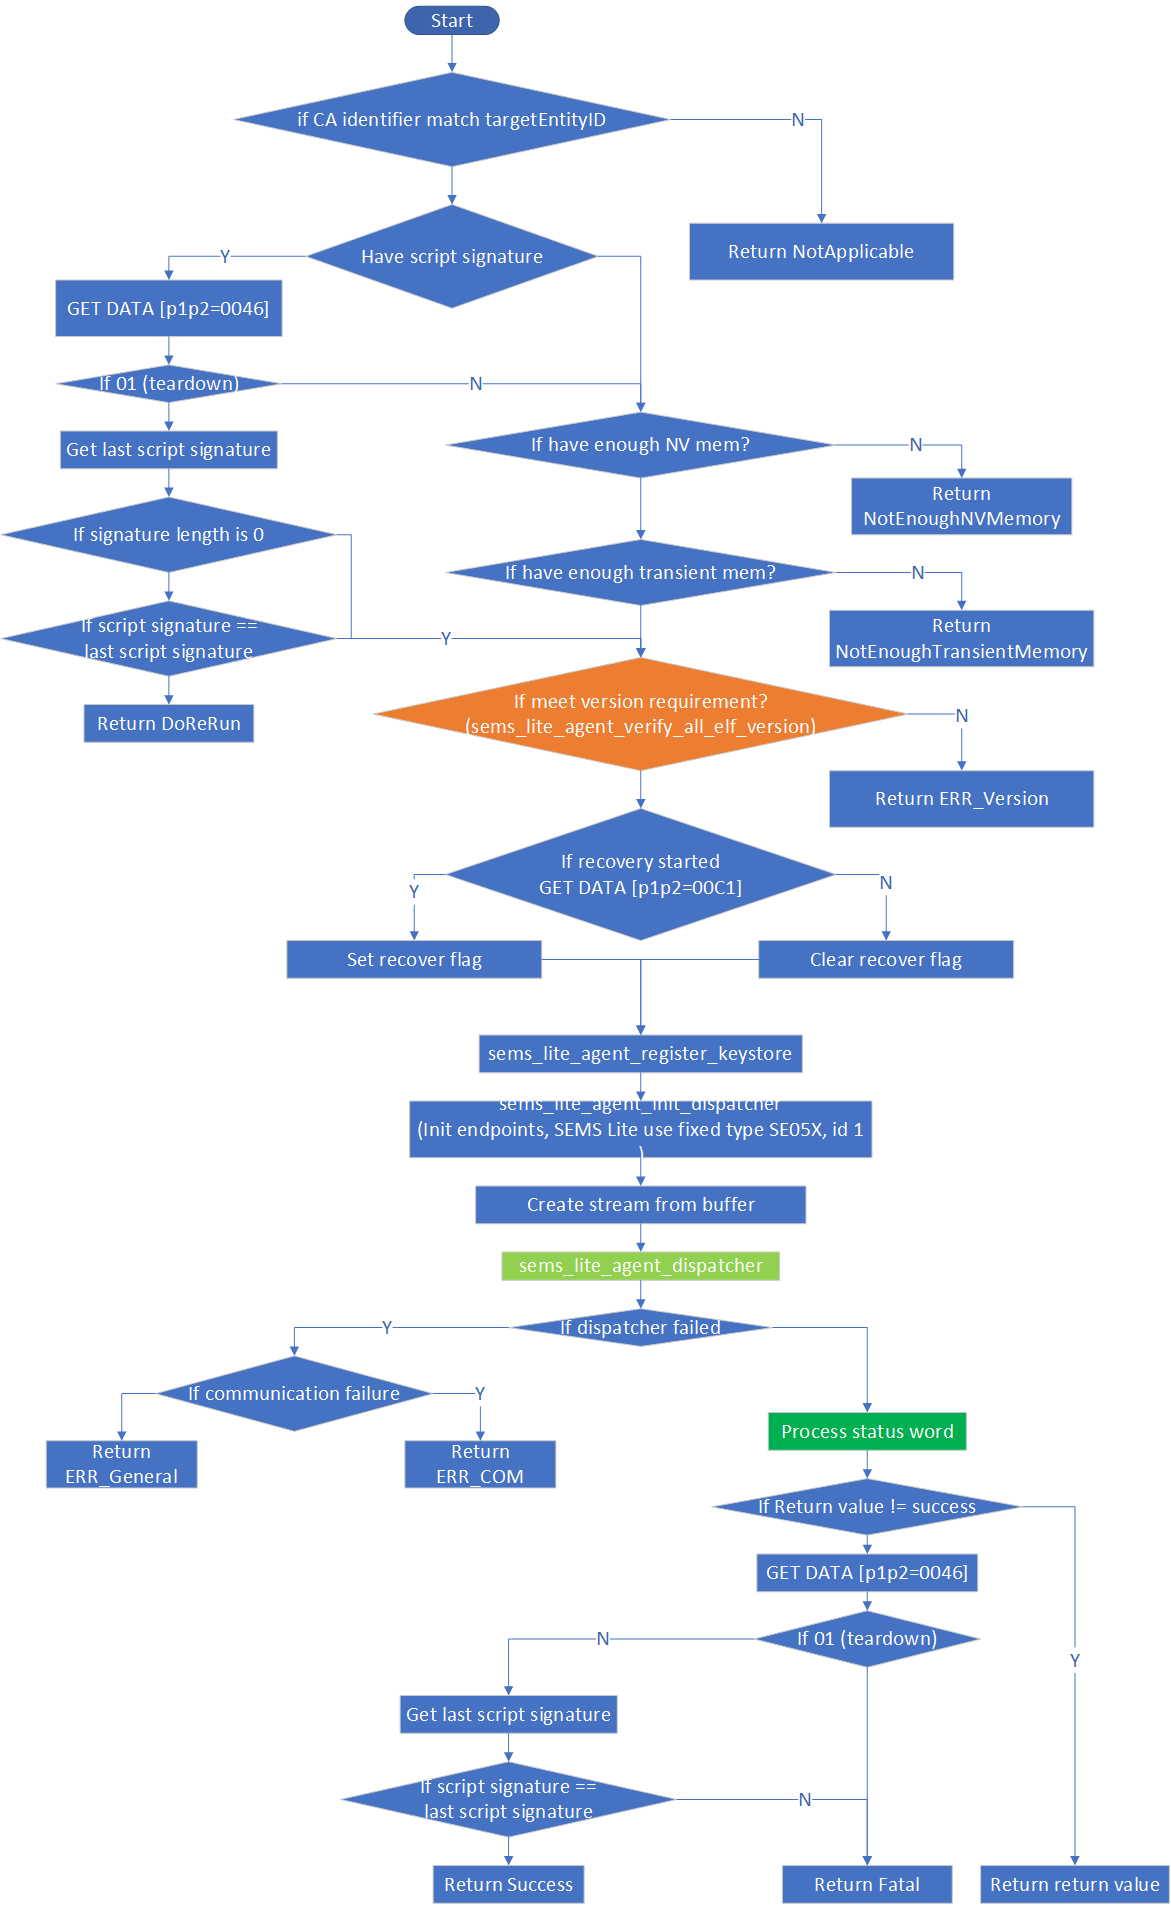 Start
if CA identifier match targetEntityID
N
Return NotApplicable
Have script signature
Y
GET DATA [p1p2=0046]
If 01 (teardown)
N
Get last script signature
If have enough NV mem?
N
Return
NotEnoughNVMemory
If signature length is 0
If have enough transient mem?
N
Return
NotEnoughTransientMemory
If script signature ==
last script signature
Y
Return DoReRun
If meet version requirement?
(sems_lite_agent_verify_all_elf_version)
N
Return ERR_Version
If recovery started
GET DATA [p1p2=00C1]
Y
N
Set recover flag
Clear recover flag
sems_lite_agent_register_keystore
sems_lite_agent_init_dispatcher
(Init endpoints, SEMS Lite use fixed type SE05X, id 1
)
Create stream from buffer
sems_lite_agent_dispatcher
If dispatcher failed
Y
If communication failure
Y
Return
ERR_General
Return
ERR_COM
Process status word
If Return value != success
GET DATA [p1p2=0046]
If 01 (teardown)
N
Y
Get last script signature
If script signature ==
last script signature
N
Return Success
Return Fatal
Return return value